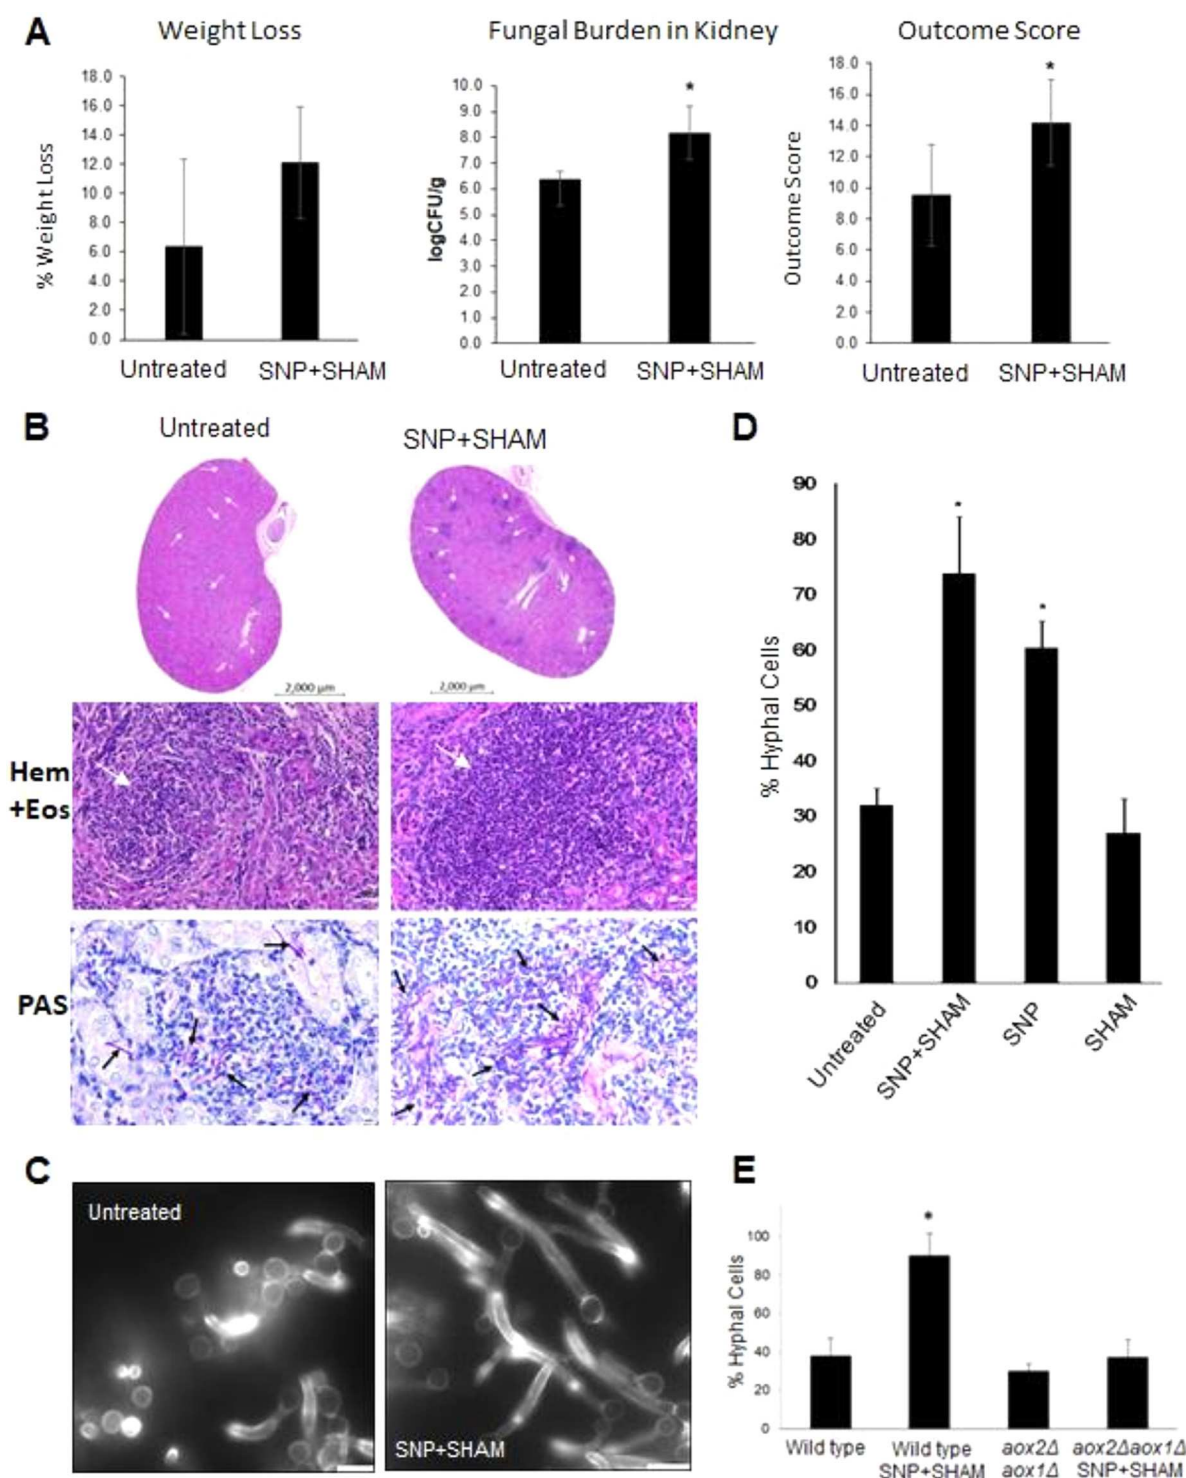 A
Weight Loss
Fungal Burden in Kidney
Outcome Score
% Weight Loss
18.0
16.0
14.0
12.0
10.0
8.0
6.0
4.0
2.0
0.0
Untreated
SNP+SHAM
logCFU/g
*
10.0
9.0
8.0
7.0
6.0
5.0
4.0
3.0
2.0
1.0
0.0
Untreated
SNP+SHAM
Outcome Score
*
18.0
16.0
14.0
12.0
10.0
8.0
6.0
4.0
2.0
0.0
Untreated
SNP+SHAM
B
Untreated
SNP+SHAM
2,000 µm
2,000 µm
Hem
+Eos
PAS
C
Untreated
SNP+SHAM
D
% Hyphal Cells
90
80
70
60
50
40
30
20
10
0
*
*
Untreated
SNP+SHAM
SNP
SHAM
E
% Hyphal Cells
100
80
60
40
20
0
*
Wild type
Wild type
SNP+SHAM
aox2Δ
aox1Δ
aox2Δaox1Δ
SNP+SHAM